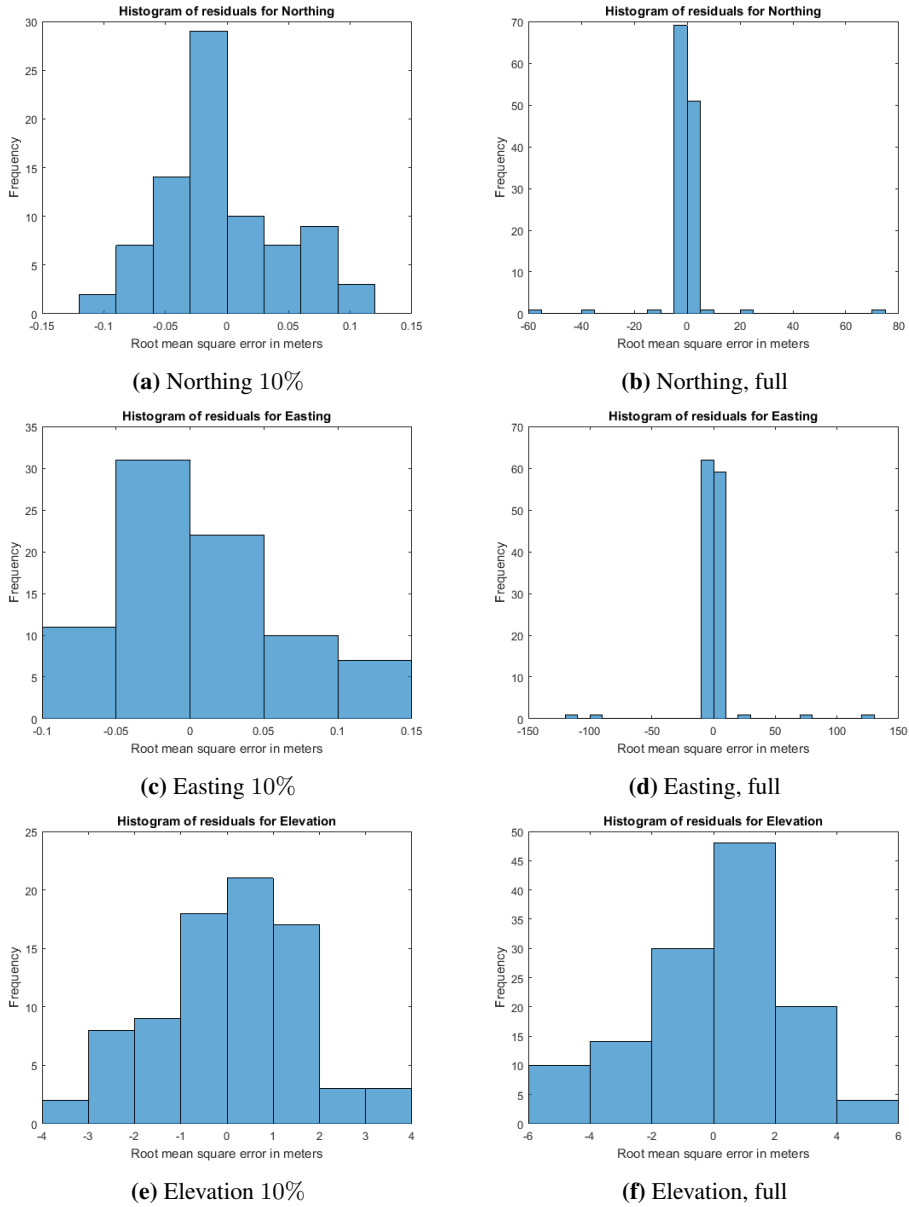 Histogram of residuals for Northing
30
25
20
15
10
5
0
Frequency
-0.15 -0.1 -0.05 0 0.05 0.1 0.15
Root mean square error in meters
(a) Northing 10%
Histogram of residuals for Northing
70
60
50
40
30
20
10
0
Frequency
-60 -40 -20 0 20 40 60 80
Root mean square error in meters
(b) Northing, full
Histogram of residuals for Easting
35
30
25
20
15
10
5
0
Frequency
-0.1 -0.05 0 0.05 0.1 0.15
Root mean square error in meters
(c) Easting 10%
Histogram of residuals for Easting
70
60
50
40
30
20
10
0
Frequency
-150 -100 -50 0 50 100 150
Root mean square error in meters
(d) Easting, full
Histogram of residuals for Elevation
25
20
15
10
5
0
Frequency
-4 -3 -2 -1 0 1 2 3 4
Root mean square error in meters
(e) Elevation 10%
Histogram of residuals for Elevation
50
45
40
35
30
25
20
15
10
5
0
Frequency
-6 -4 -2 0 2 4 6
Root mean square error in meters
(f) Elevation, full